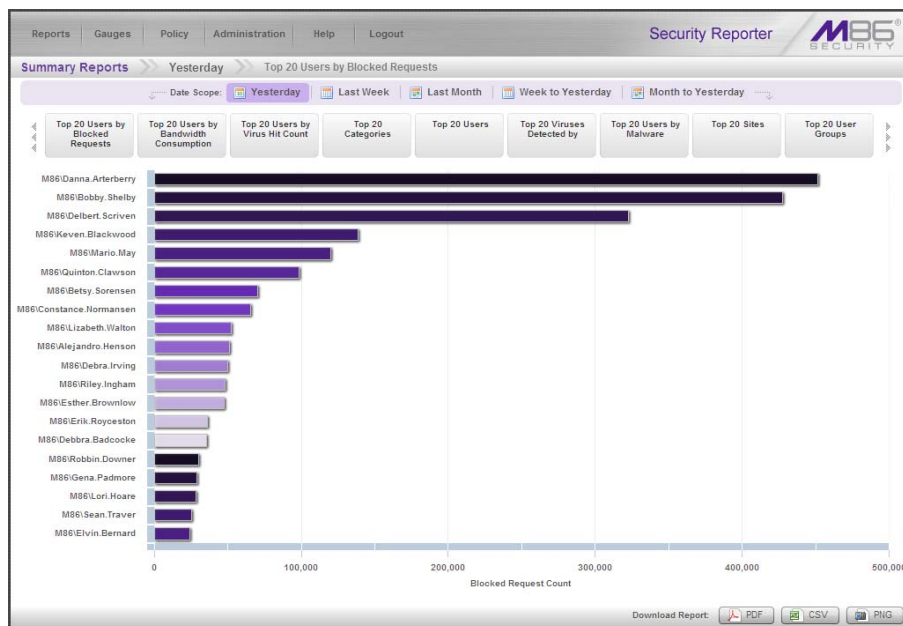 Reports Gauges Policy Administration Help Logout
Security Reporter
M86®
SECURITY
Summary Reports Yesterday Top 20 Users by Blocked Requests
Date Scope: Yesterday Last Week Last Month Week to Yesterday Month to Yesterday
Top 20 Users by Blocked Requests
Top 20 Users by Bandwidth Consumption
Top 20 Users by Virus Hit Count
Top 20 Categories
Top 20 Users
Top 20 Viruses Detected by
Top 20 Users by Malware
Top 20 Sites
Top 20 User Groups
M86\Danna.Arterberry
M86\Bobby.Shelby
M86\Delbert.Scriven
M86\Keven.Blackwood
M86\Mario.May
M86\Quinton.Clawson
M86\Betsy.Sorensen
M86\Constance.Normansen
M86\Lizabeth.Walton
M86\Alejandro.Henson
M86\Debra.Irving
M86\Riley.Ingham
M86\Esther.Brownlow
M86\Erik.Royceston
M86\Debbra.Badcocke
M86\Robbin.Downer
M86\Gena.Padmore
M86\Lori.Hoare
M86\Sean.Traver
M86\Elvin.Bernard
0 100,000 200,000 300,000 400,000 500,000
Blocked Request Count
Download Report: PDF CSV PNG